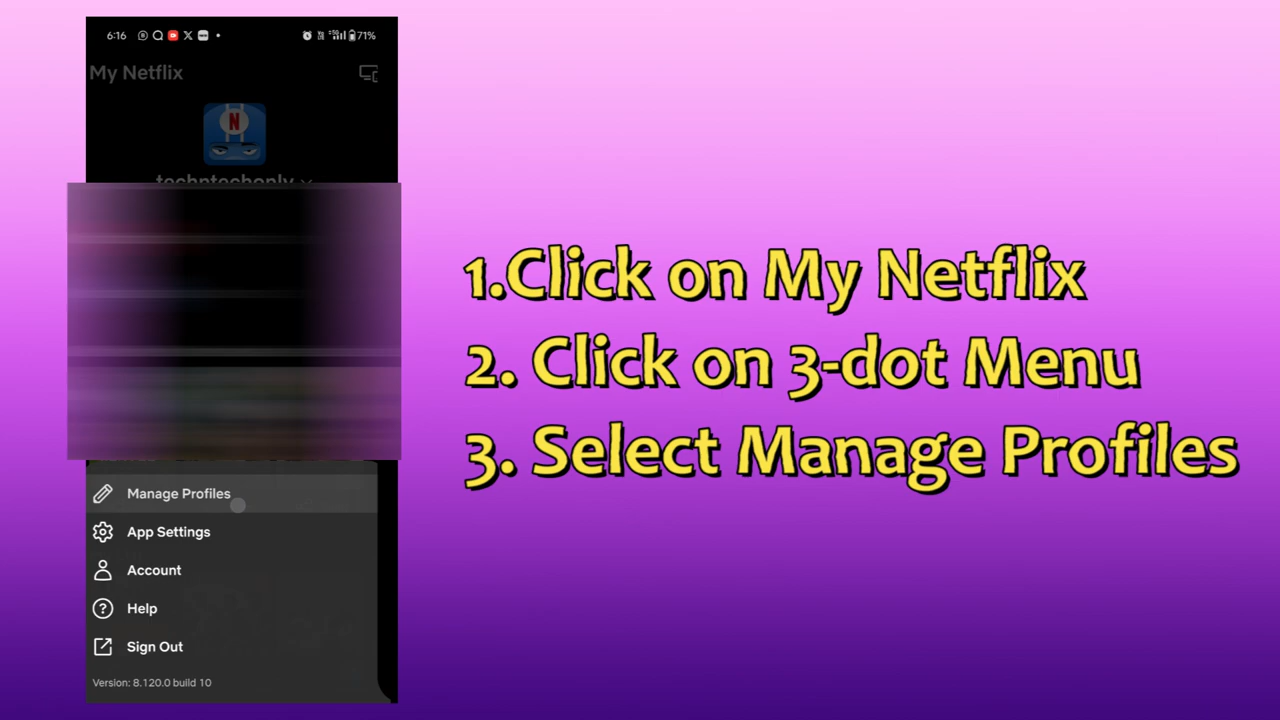 6:16
71%
My Netflix
N
techntechonly
Manage Profiles
App Settings
Account
Help
Sign Out
Version: 8.120.0 build 10
1.Click on My Netflix
2. Click on 3-dot Menu
3. Select Manage Profiles